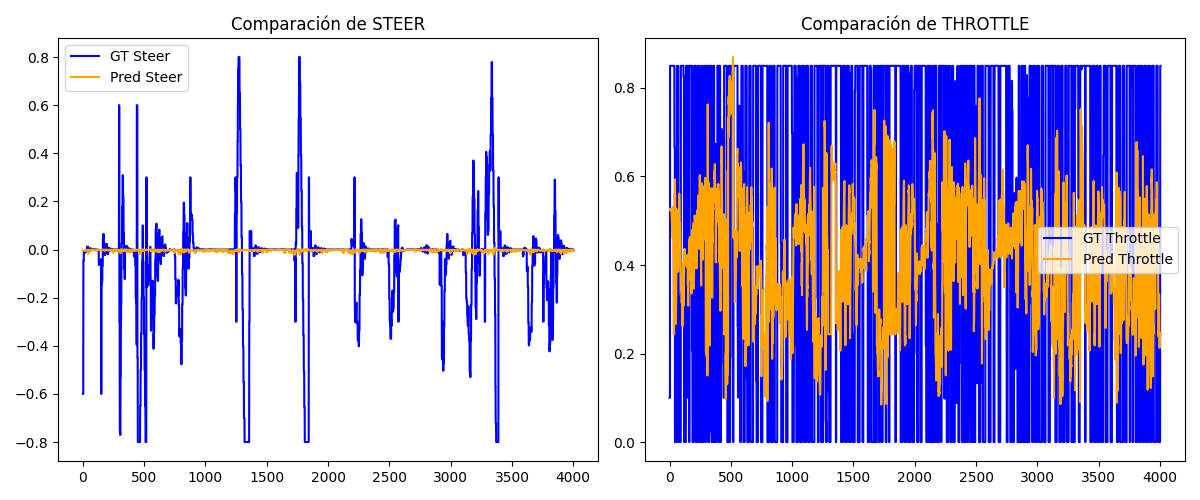 Comparación de STEER
GT Steer
Pred Steer
0.8
0.6
0.4
0.2
0.0
−0.2
−0.4
−0.6
−0.8
0 500 1000 1500 2000 2500 3000 3500 4000
Comparación de THROTTLE
GT Throttle
Pred Throttle
0.8
0.6
0.4
0.2
0.0
0 500 1000 1500 2000 2500 3000 3500 4000